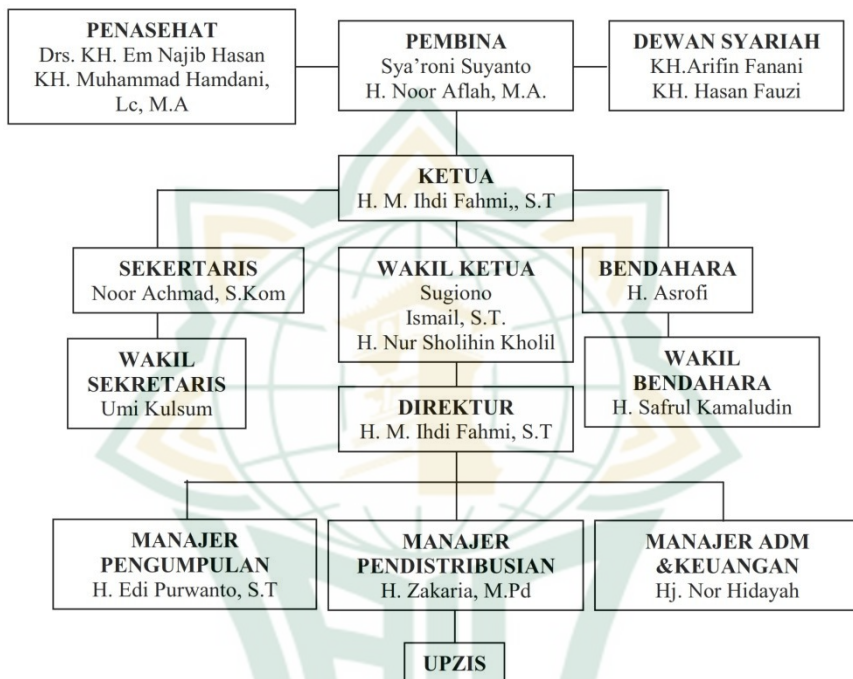 PENASEHAT
Drs. KH. Em Najib Hasan
KH. Muhammad Hamdani,
Lc, M.A
PEMBINA
Sya’roni Suyanto
H. Noor Aflah, M.A.
DEWAN SYARIAH
KH.Arifin Fanani
KH. Hasan Fauzi
KETUA
H. M. Ihdi Fahmi,, S.T
SEKERTARIS
Noor Achmad, S.Kom
WAKIL KETUA
Sugiono
Ismail, S.T.
H. Nur Sholihin Kholil
BENDAHARA
H. Asrofi
WAKIL
SEKRETARIS
Umi Kulsum
WAKIL
BENDAHARA
H. Safrul Kamaludin
DIREKTUR
H. M. Ihdi Fahmi, S.T
MANAJER
PENGUMPULAN
H. Edi Purwanto, S.T
MANAJER
PENDISTRIBUSIAN
H. Zakaria, M.Pd
MANAJER ADM
&KEUANGAN
Hj. Nor Hidayah
UPZIS